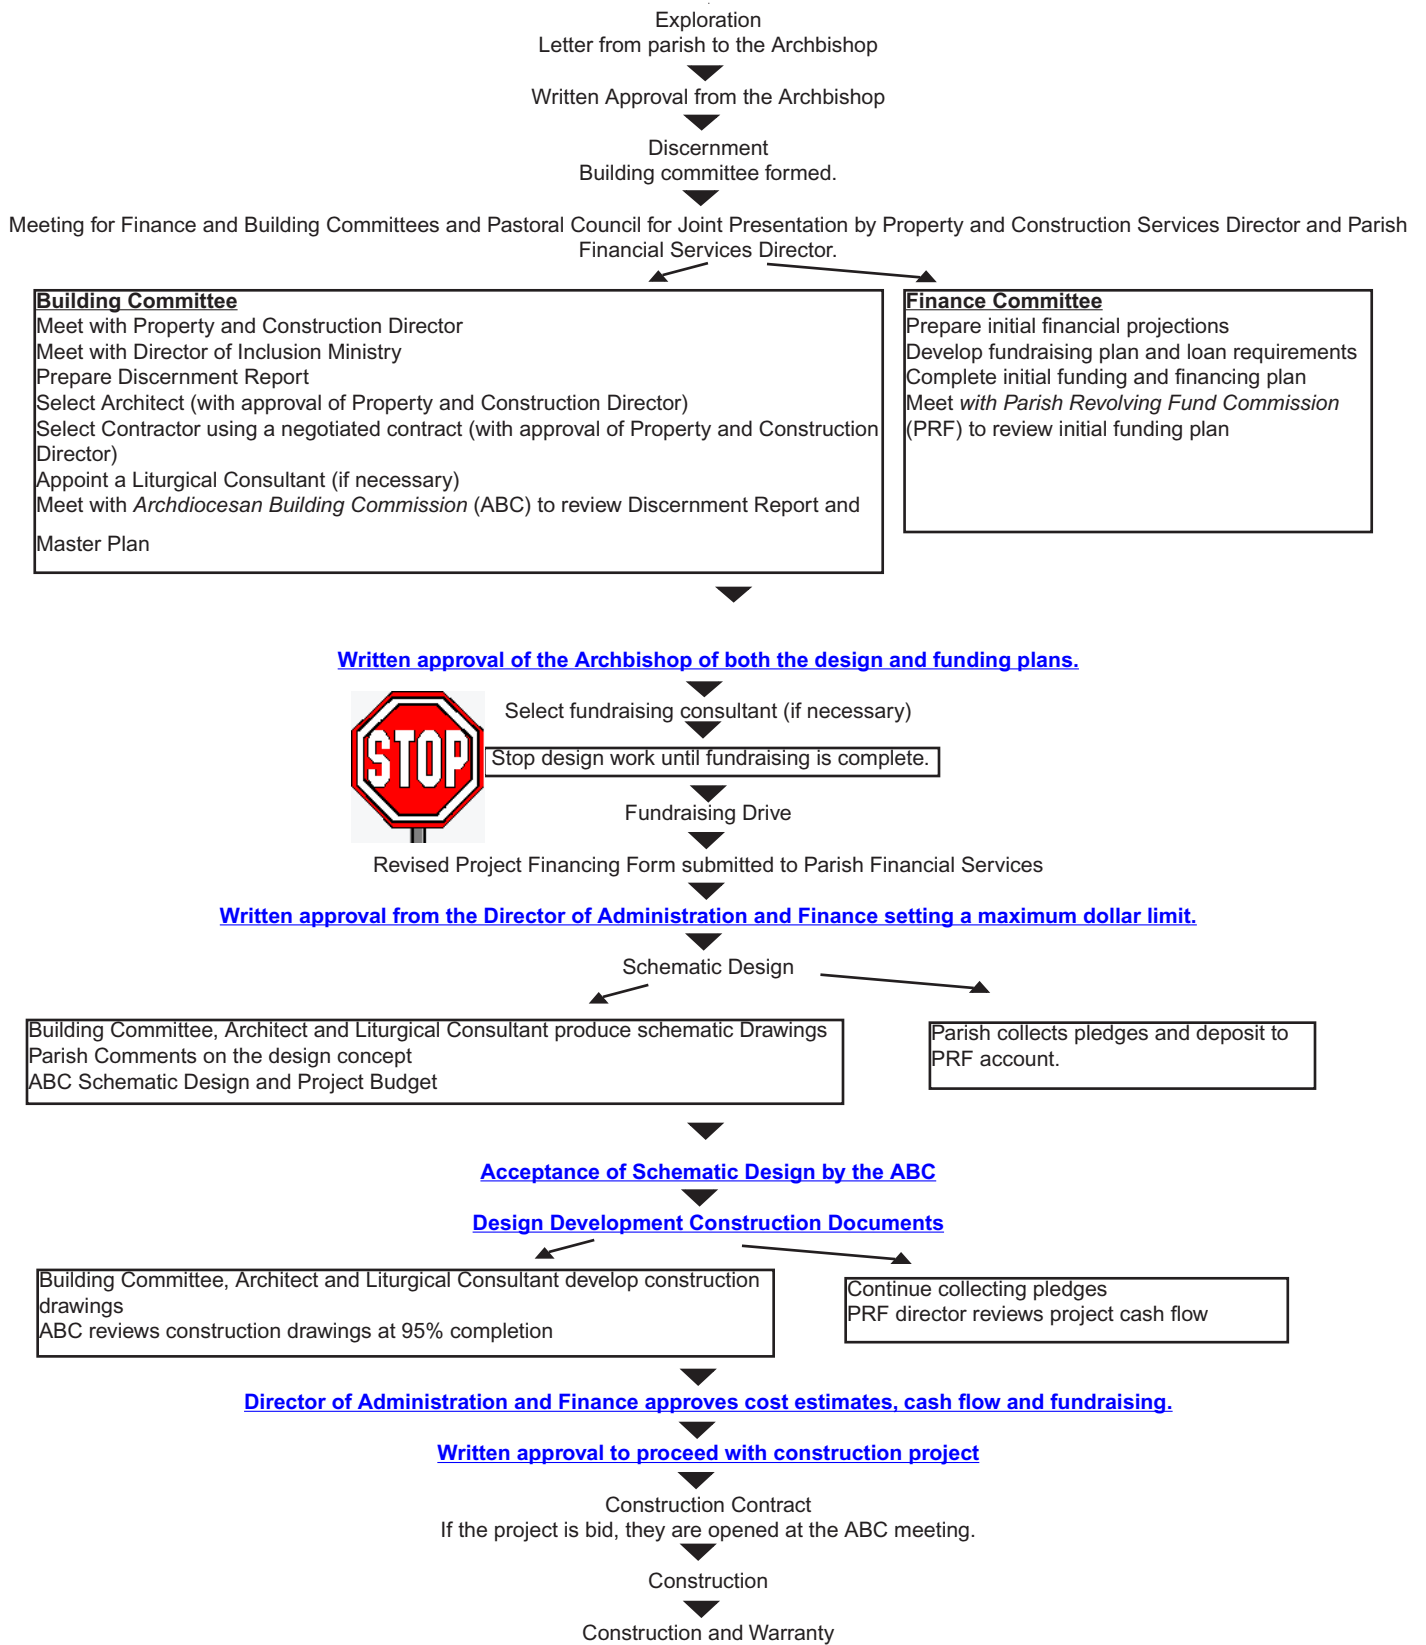 Exploration
Letter from parish to the Archbishop
Written Approval from the Archbishop
Discernment
Building committee formed.
Meeting for Finance and Building Committees and Pastoral Council for Joint Presentation by Property and Construction Services Director and Parish
Financial Services Director.
Building Committee
Meet with Property and Construction Director
Meet with Director of Inclusion Ministry
Prepare Discernment Report
Select Architect (with approval of Property and Construction Director)
Select Contractor using a negotiated contract (with approval of Property and Construction
Director)
Appoint a Liturgical Consultant (if necessary)
Meet with Archdiocesan Building Commission (ABC) to review Discernment Report and
Master Plan
Finance Committee
Prepare initial financial projections
Develop fundraising plan and loan requirements
Complete initial funding and financing plan
Meet with Parish Revolving Fund Commission
(PRF) to review initial funding plan
Written approval of the Archbishop of both the design and funding plans.
Select fundraising consultant (if necessary)
STOP
Stop design work until fundraising is complete.
Fundraising Drive
Revised Project Financing Form submitted to Parish Financial Services
Written approval from the Director of Administration and Finance setting a maximum dollar limit.
Schematic Design
Building Committee, Architect and Liturgical Consultant produce schematic Drawings
Parish Comments on the design concept
ABC Schematic Design and Project Budget
Parish collects pledges and deposit to
PRF account.
Acceptance of Schematic Design by the ABC
Design Development Construction Documents
Building Committee, Architect and Liturgical Consultant develop construction
drawings
ABC reviews construction drawings at 95% completion
Continue collecting pledges
PRF director reviews project cash flow
Director of Administration and Finance approves cost estimates, cash flow and fundraising.
Written approval to proceed with construction project
Construction Contract
If the project is bid, they are opened at the ABC meeting.
Construction
Construction and Warranty